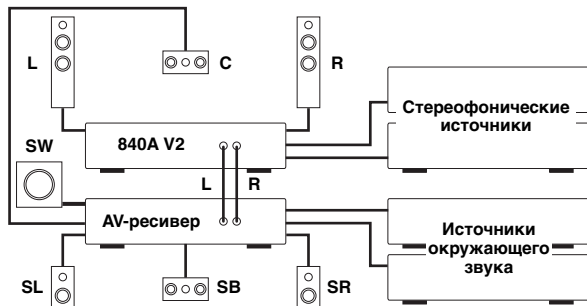 L
C
R
Стереофонические
источники
840A V2
SW
L
R
AV-ресивер
Источники
окружающего
звука
SL
SB
SR